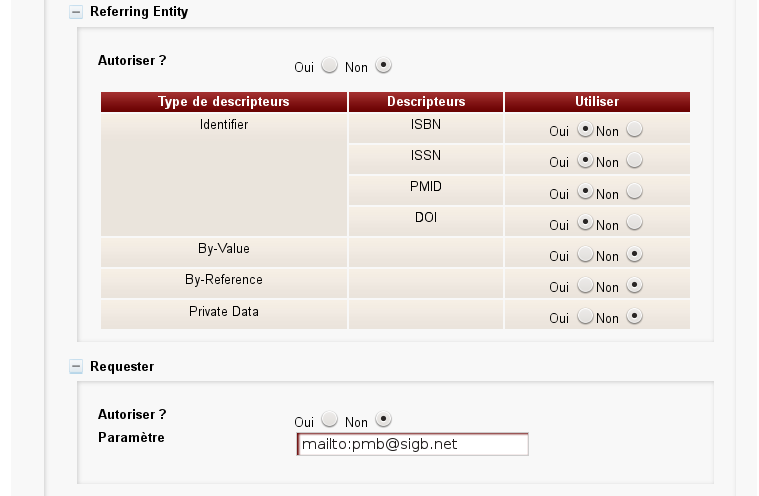 Referring Entity
Autoriser ? Oui Non
Type de descripteurs Descripteurs Utiliser
Identifier ISBN Oui Non
ISSN Oui Non
PMID Oui Non
DOI Oui Non
By-Value Oui Non
By-Reference Oui Non
Private Data Oui Non
Requester
Autoriser ? Oui Non
Paramètre mailto:pmb@sigb.net